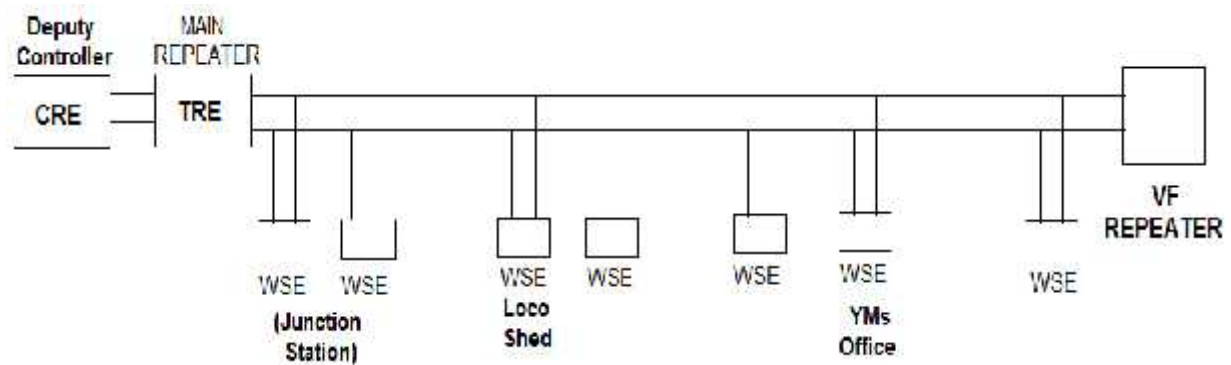 Deputy
Controller
MAIN
REPEATER
CRE
TRE
VF
REPEATER
WSE
WSE
WSE
WSE
WSE
WSE
WSE
(Junction
Station)
Loco
Shed
YMs
Office